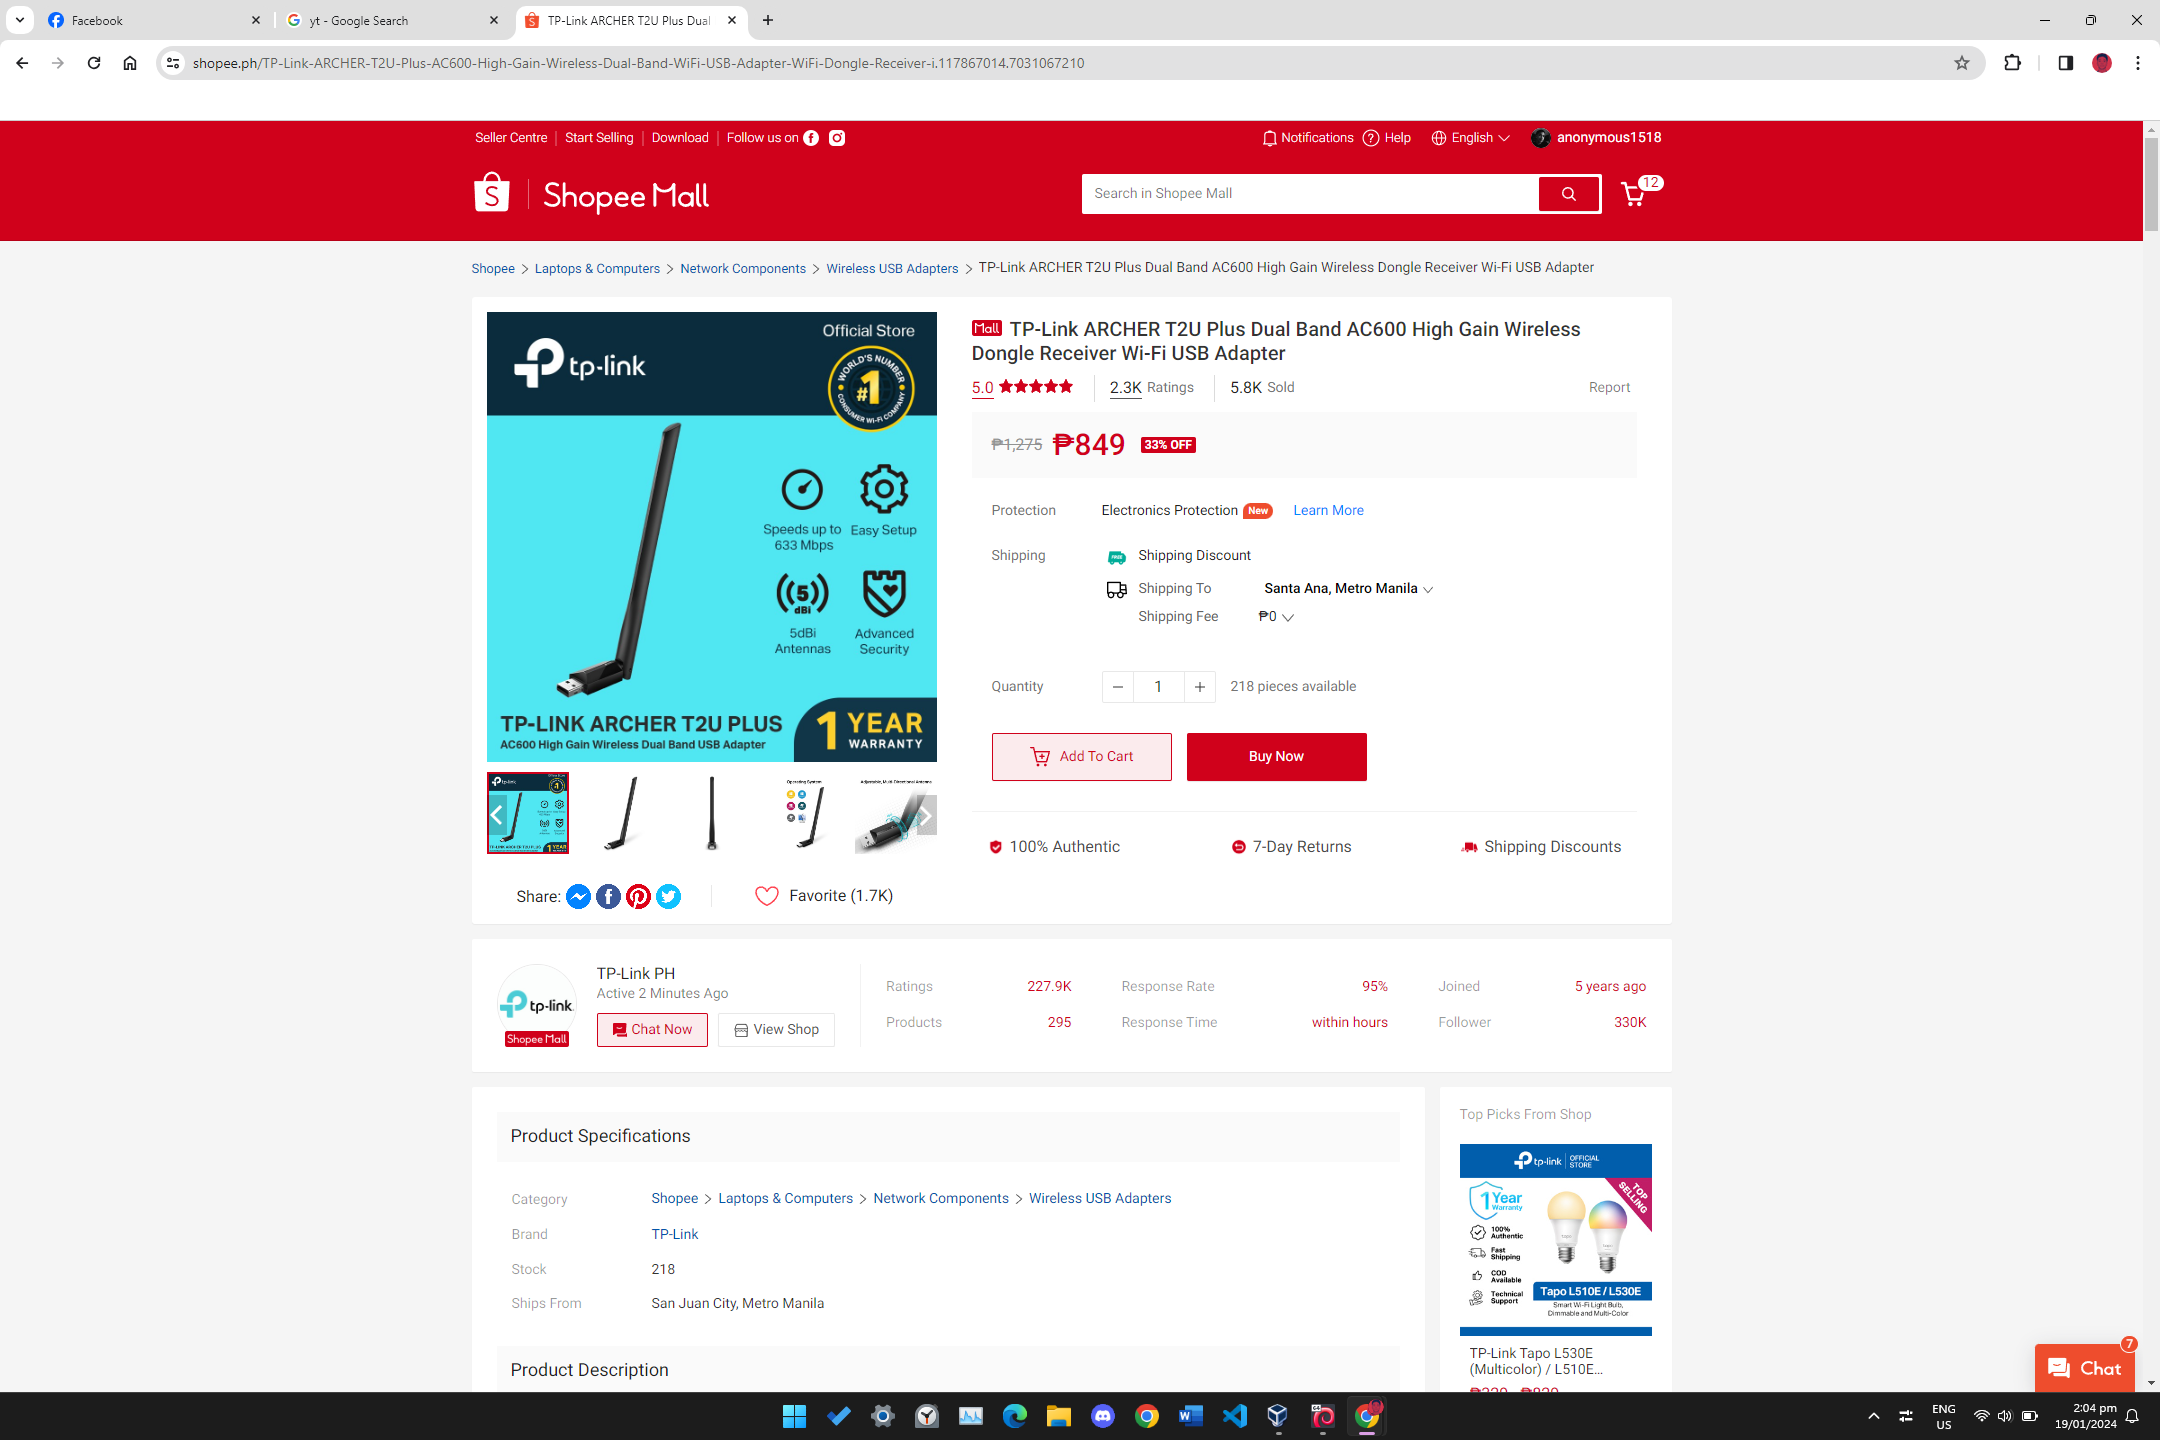 Facebook
yt - Google Search
TP-Link ARCHER T2U Plus Dual
shopee.ph/TP-Link-ARCHER-T2U-Plus-AC600-High-Gain-Wireless-Dual-Band-WiFi-USB-Adapter-WiFi-Dongle-Receiver-i.117867014.7031067210
Seller Centre | Start Selling | Download | Follow us on
Notifications Help English anonymous1518
Shopee Mall
Search in Shopee Mall
12
Shopee > Laptops & Computers > Network Components > Wireless USB Adapters > TP-Link ARCHER T2U Plus Dual Band AC600 High Gain Wireless Dongle Receiver Wi-Fi USB Adapter
Official Store
tp-link
WORLD'S NUMBER
#1
CONSUMER WI-FI COMPANY
Speeds up to
633 Mbps
Easy Setup
5
dBi
5dBi
Antennas
Advanced
Security
TP-LINK ARCHER T2U PLUS
AC600 High Gain Wireless Dual Band USB Adapter
1 YEAR
WARRANTY
Operating System
Adjustable, Multi-Directional Antenna
Share:
Favorite (1.7K)
Mall TP-Link ARCHER T2U Plus Dual Band AC600 High Gain Wireless
Dongle Receiver Wi-Fi USB Adapter
5.0 2.3K Ratings 5.8K Sold Report
₱1,275 ₱849 33% OFF
Protection Electronics Protection New Learn More
Shipping FREE Shipping Discount
Shipping To Santa Ana, Metro Manila
Shipping Fee ₱0
Quantity 1 218 pieces available
Add To Cart Buy Now
100% Authentic 7-Day Returns Shipping Discounts
tp-link
Shopee Mall
TP-Link PH
Active 2 Minutes Ago
Chat Now View Shop
Ratings 227.9K Response Rate 95% Joined 5 years ago
Products 295 Response Time within hours Follower 330K
Product Specifications
Category Shopee > Laptops & Computers > Network Components > Wireless USB Adapters
Brand TP-Link
Stock 218
Ships From San Juan City, Metro Manila
Product Description
Top Picks From Shop
tp-link OFFICIAL STORE
TOP SELLING
1 Year
Warranty
100%
Authentic
Fast
Shipping
COD
Available
Technical
Support
tapo
Tapo L510E / L530E
Smart Wi-Fi Light Bulb,
Dimmable and Multi-Color
TP-Link Tapo L530E
(Multicolor) / L510E...
7
Chat
ENG
US
2:04 pm
19/01/2024